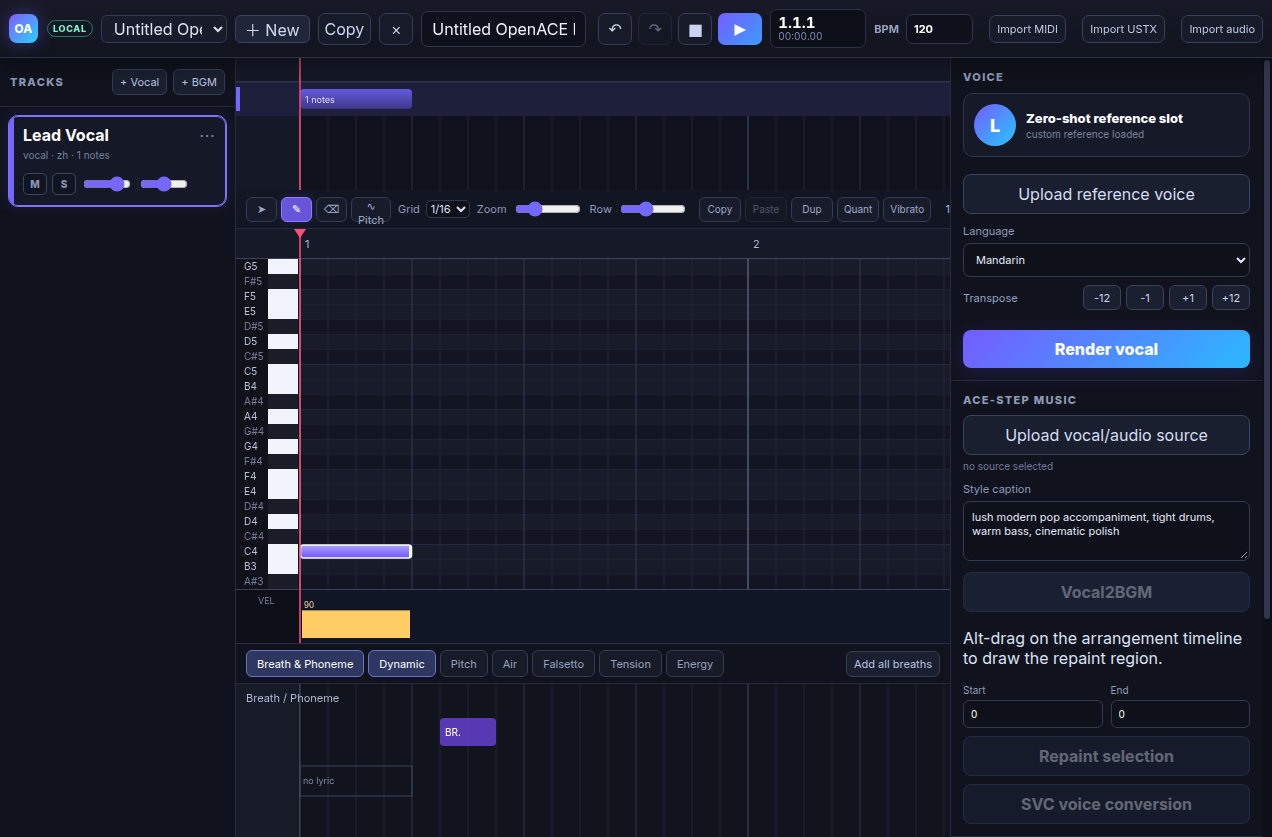 OA
LOCAL
Untitled Ope
+ New
Copy
×
Untitled OpenACE
1.1.1
00:00.00
BPM
120
Import MIDI
Import USTX
Import audio
TRACKS
+ Vocal
+ BGM
Lead Vocal
vocal · zh · 1 notes
M
S
1 notes
Pitch
Grid
1/16
Zoom
Row
Copy
Paste
Dup
Quant
Vibrato
1
1
2
G5
F#5
F5
E5
D#5
D5
C#5
C5
B4
A#4
A4
G#4
G4
F#4
F4
E4
D#4
D4
C#4
C4
B3
A#3
VEL
90
Breath & Phoneme
Dynamic
Pitch
Air
Falsetto
Tension
Energy
Add all breaths
Breath / Phoneme
BR.
no lyric
VOICE
L
Zero-shot reference slot
custom reference loaded
Upload reference voice
Language
Mandarin
Transpose
-12
-1
+1
+12
Render vocal
ACE-STEP MUSIC
Upload vocal/audio source
no source selected
Style caption
lush modern pop accompaniment, tight drums,
warm bass, cinematic polish
Vocal2BGM
Alt-drag on the arrangement timeline
to draw the repaint region.
Start
End
0
0
Repaint selection
SVC voice conversion